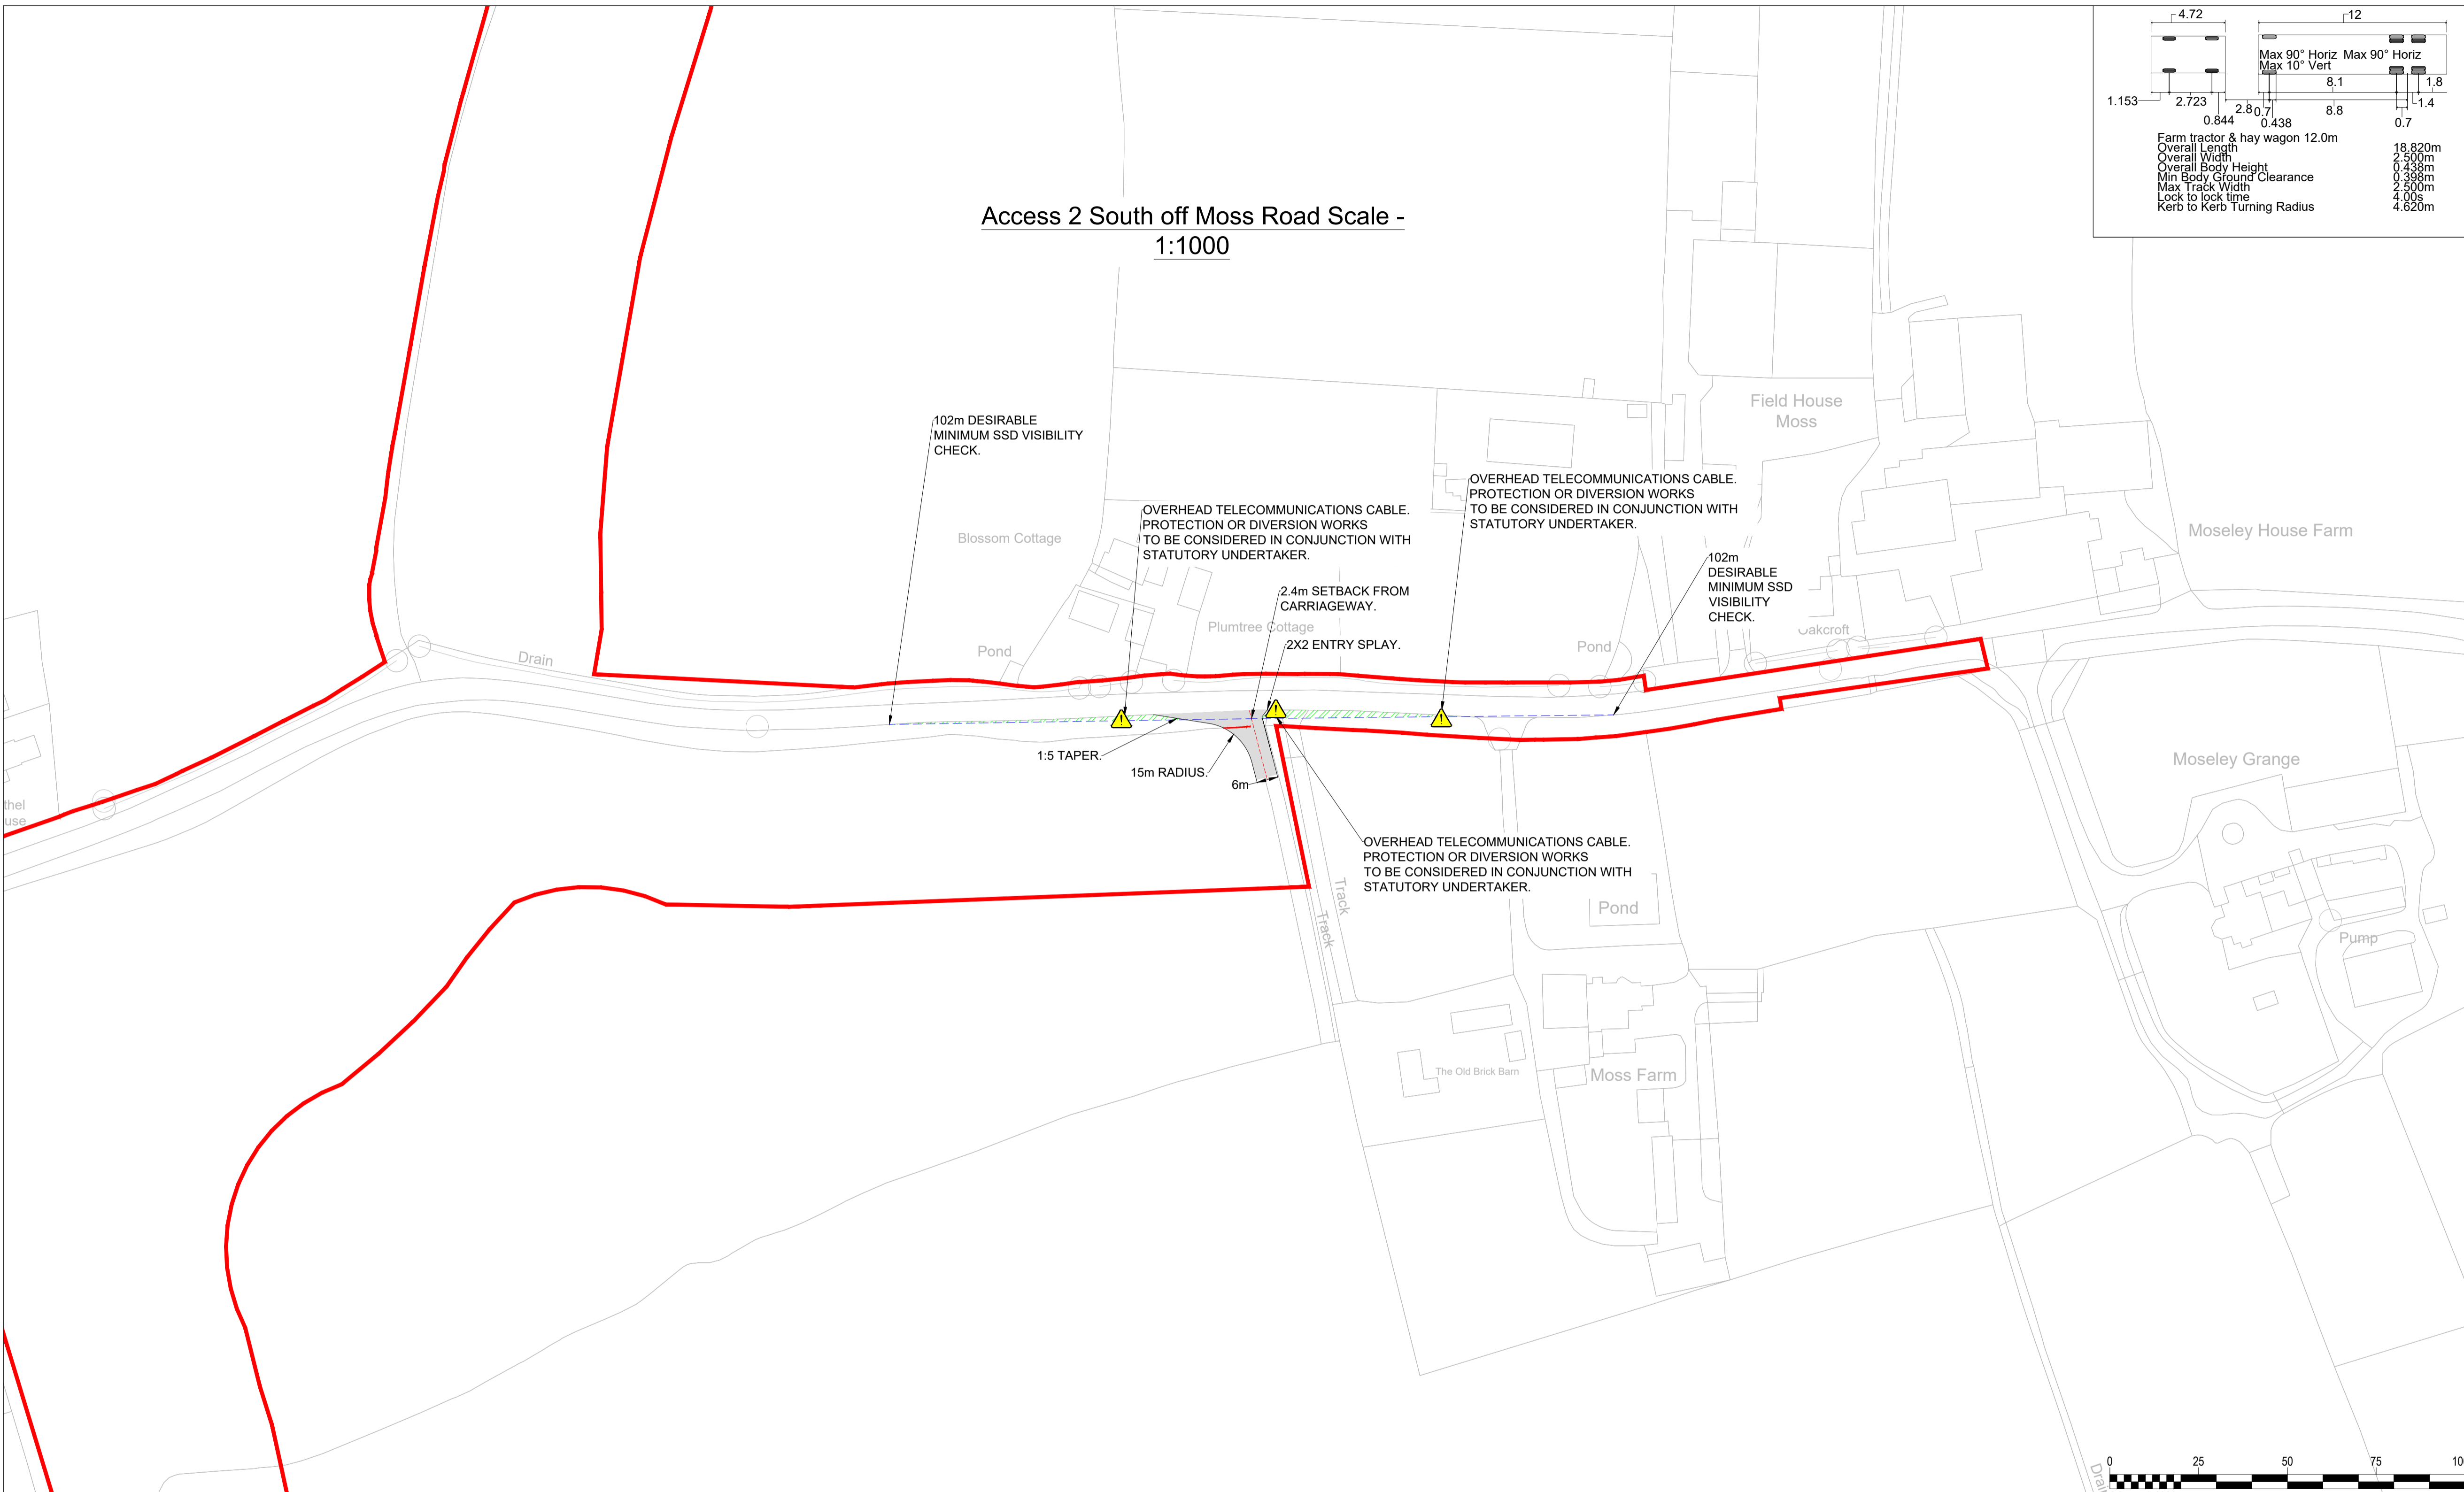 4.72
12
Max 90° Horiz Max 90° Horiz
Max 10° Vert
8.1
1.8
1.153
2.723
0.844
2.8
0.7
0.438
8.8
1.4
0.7
Farm tractor & hay wagon 12.0m
Overall Length 18.820m
Overall Width 2.500m
Overall Body Height 0.438m
Min Body Ground Clearance 0.398m
Max Track Width 2.500m
Lock to lock time 4.00s
Kerb to Kerb Turning Radius 4.620m
Access 2 South off Moss Road Scale -
1:1000
Field House
Moss
102m DESIRABLE
MINIMUM SSD VISIBILITY
CHECK.
OVERHEAD TELECOMMUNICATIONS CABLE.
PROTECTION OR DIVERSION WORKS
TO BE CONSIDERED IN CONJUNCTION WITH
STATUTORY UNDERTAKER.
OVERHEAD TELECOMMUNICATIONS CABLE.
PROTECTION OR DIVERSION WORKS
TO BE CONSIDERED IN CONJUNCTION WITH
STATUTORY UNDERTAKER.
Moseley House Farm
Blossom Cottage
102m
DESIRABLE
MINIMUM SSD
VISIBILITY
CHECK.
2.4m SETBACK FROM
CARRIAGEWAY.
Plumtree Cottage
2X2 ENTRY SPLAY.
Oakcroft
Drain
Pond
Pond
1:5 TAPER.
15m RADIUS.
6m
Moseley Grange
thel
use
OVERHEAD TELECOMMUNICATIONS CABLE.
PROTECTION OR DIVERSION WORKS
TO BE CONSIDERED IN CONJUNCTION WITH
STATUTORY UNDERTAKER.
Track
Track
Pond
Pump
The Old Brick Barn
Moss Farm
0 25 50 75